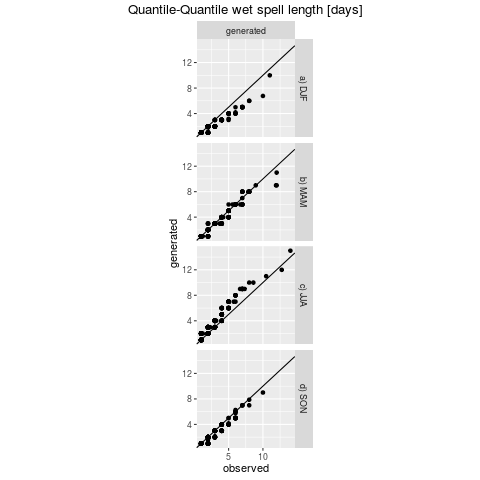 Quantile-Quantile wet spell length [days]
generated
12
8
4
a) DJF
12
8
4
b) MAM
generated
12
8
4
c) JJA
12
8
4
d) SON
5 10
observed